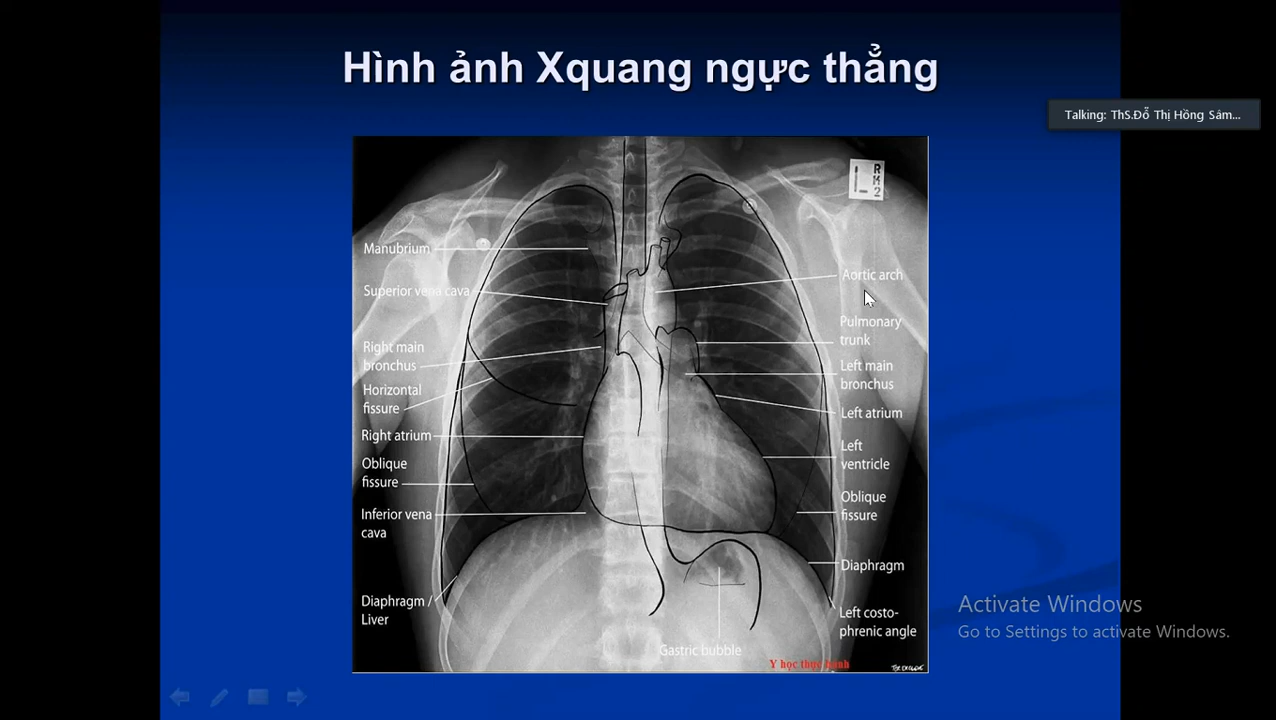 Hình ảnh Xquang ngực thẳng
Talking: ThS.Đỗ Thị Hồng Sâm...
L
RM2
Manubrium
Superior vena cava
Right main
bronchus
Horizontal
fissure
Right atrium
Oblique
fissure
Inferior vena
cava
Diaphragm /
Liver
Aortic arch
Pulmonary
trunk
Left main
bronchus
Left atrium
Left
ventricle
Oblique
fissure
Diaphragm
Left costo-
phrenic angle
Gastric bubble
Y học thực hành
Activate Windows
Go to Settings to activate Windows.